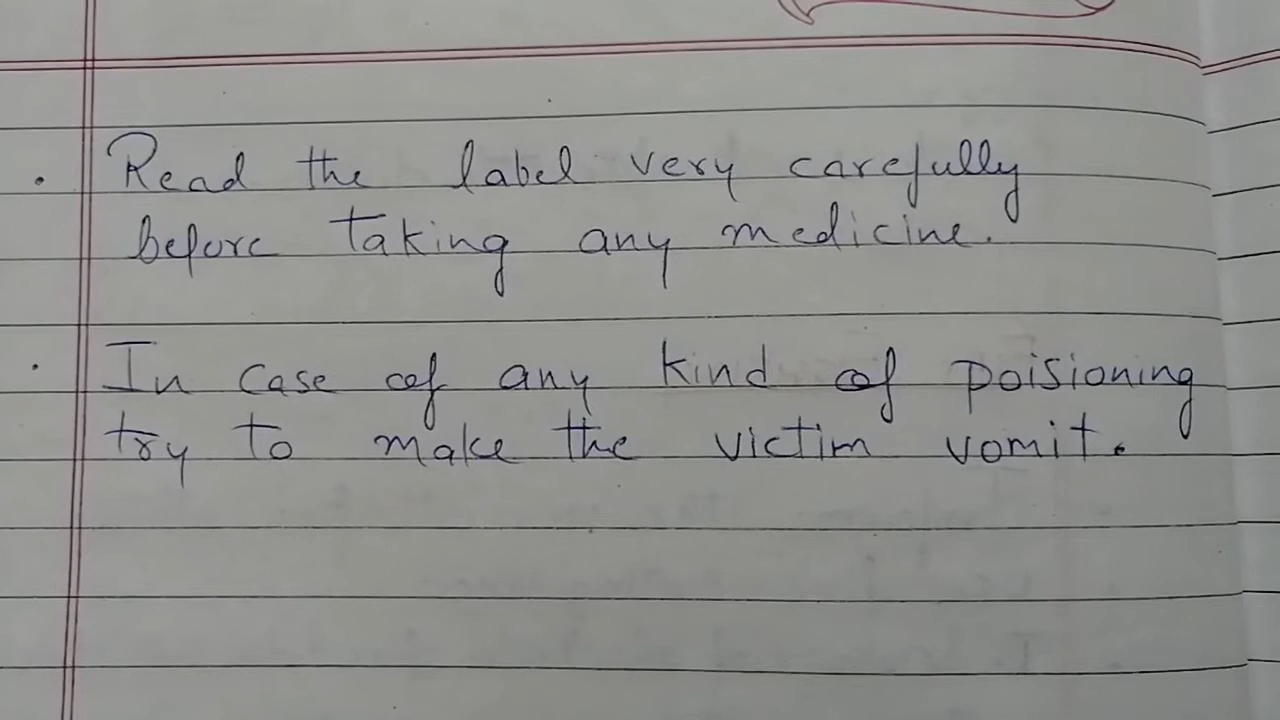 . Read the label very carefully
before taking any medicine.
. In case of any kind of poisioning
try to make the victim vomit.